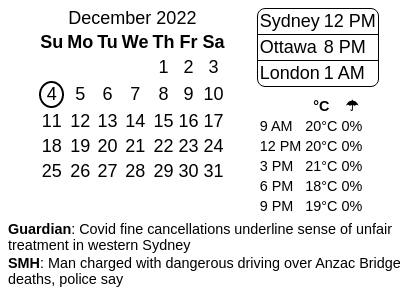 December 2022
Su Mo Tu We Th Fr Sa
1 2 3
4 5 6 7 8 9 10
11 12 13 14 15 16 17
18 19 20 21 22 23 24
25 26 27 28 29 30 31
Sydney 12 PM
Ottawa 8 PM
London 1 AM
°C ☂
9 AM 20°C 0%
12 PM 20°C 0%
3 PM 21°C 0%
6 PM 18°C 0%
9 PM 19°C 0%
Guardian: Covid fine cancellations underline sense of unfair
treatment in western Sydney
SMH: Man charged with dangerous driving over Anzac Bridge
deaths, police say